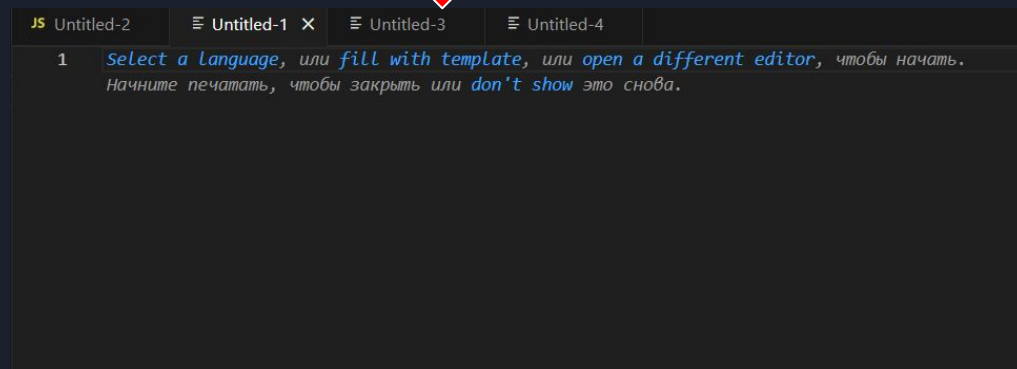 JS Untitled-2 Untitled-1 Untitled-3 Untitled-4
1 Select a language, или fill with template, или open a different editor, чтобы начать.
Начните печатать, чтобы закрыть или don't show это снова.